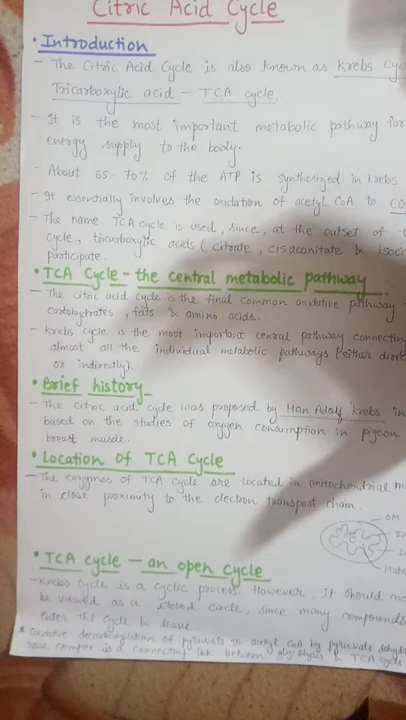 Citric Acid Cycle
• Introduction
- The Citric Acid Cycle is also known as Krebs Cyc
Tricarboxylic acid - TCA cycle.
- It is the most important metabolic pathway for
energy supply to the body.
- About 65-70% of the ATP is synthesized in Krebs
- It essentially involves the oxidation of acetyl CoA to CO
- The name TCA cycle is used, since, at the outset of
cycle, tricarboxylic acids (citrate, cisaconitate & isoci
participate.
• TCA Cycle - the central metabolic pathway
- The citric acid cycle is the final common oxidative pathway
carbohydrates, fats & amino acids.
- Krebs cycle is the most important central pathway connectin
almost all the individual metabolic pathways (either direc
or indirectly).
• Brief history
- The citric acid cycle was proposed by Han Adolf Krebs in
based on the studies of oxygen consumption in pigeon
breast muscle.
• Location of TCA Cycle
- The enzymes of TCA cycle are located in mitochondrial m
in close proximity to the electron transport chain.
OM
Matri
• TCA cycle - an open cycle
- Krebs cycle is a cyclic process. However, it should no
be viewed as a closed circle, since many compounds
enter the cycle & leave.
* Oxidative decarboxylation of pyruvate to acetyl CoA by pyruvate dehyd
nase complex is a connecting link between glycolysis & TCA cycle